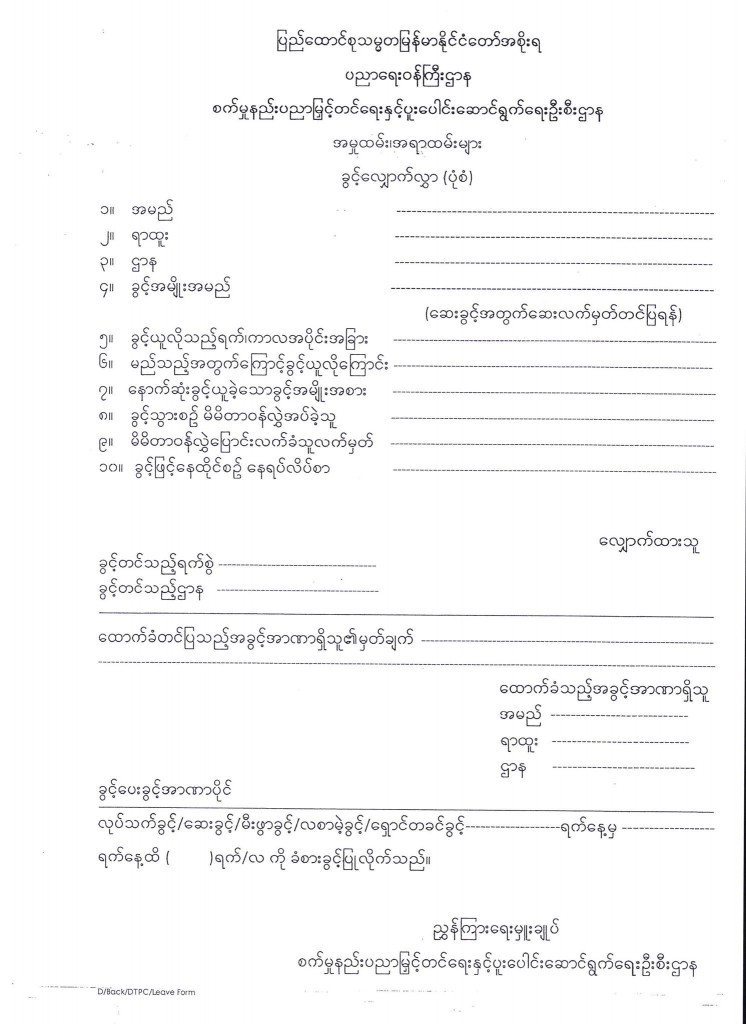 ပြည်ထောင်စုသမ္မတမြန်မာနိုင်ငံတော်အစိုးရ
ပညာရေးဝန်ကြီးဌာန
စက်မှုနည်းပညာမြှင့်တင်ရေးနှင့်ပူးပေါင်းဆောင်ရွက်ရေးဦးစီးဌာန
အမှုထမ်း၊အရာထမ်းများ
ခွင့်လျှောက်လွှာ (ပုံစံ)
၁။ အမည် ----------------------------------------
၂။ ရာထူး ----------------------------------------
၃။ ဌာန ----------------------------------------
၄။ ခွင့်အမျိုးအမည် ----------------------------------------
(ဆေးခွင့်အတွက်ဆေးလက်မှတ်တင်ပြရန်)
၅။ ခွင့်ယူလိုသည့်ရက်၊ကာလအပိုင်းအခြား ----------------------------------------
၆။ မည်သည့်အတွက်ကြောင့်ခွင့်ယူလိုကြောင်း ----------------------------------------
၇။ နောက်ဆုံးခွင့်ယူခဲ့သောခွင့်အမျိုးအစား ----------------------------------------
၈။ ခွင့်သွားစဉ် မိမိတာဝန်လွှဲအပ်ခဲ့သူ ----------------------------------------
၉။ မိမိတာဝန်လွှဲပြောင်းလက်ခံသူလက်မှတ် ----------------------------------------
၁၀။ ခွင့်ဖြင့်နေထိုင်စဉ် နေရပ်လိပ်စာ ----------------------------------------
လျှောက်ထားသူ
ခွင့်တင်သည့်ရက်စွဲ --------------------
ခွင့်တင်သည့်ဌာန --------------------
ထောက်ခံတင်ပြသည့်အခွင့်အာဏာရှိသူ၏မှတ်ချက် ----------------------------------------
ထောက်ခံသည့်အခွင့်အာဏာရှိသူ
အမည် --------------------
ရာထူး --------------------
ဌာန --------------------
ခွင့်ပေးခွင့်အာဏာပိုင်
လုပ်သက်ခွင့်/ဆေးခွင့်/မီးဖွာခွင့်/လစာမဲ့ခွင့်/ရှောင်တခင်ခွင့်--------------------ရက်နေ့မှ --------------------
ရက်နေ့ထိ ( )ရက်/လ ကို ခံစားခွင့်ပြုလိုက်သည်။
ညွှန်ကြားရေးမှူးချုပ်
စက်မှုနည်းပညာမြှင့်တင်ရေးနှင့်ပူးပေါင်းဆောင်ရွက်ရေးဦးစီးဌာန
D/Back/DTPC/Leave Form